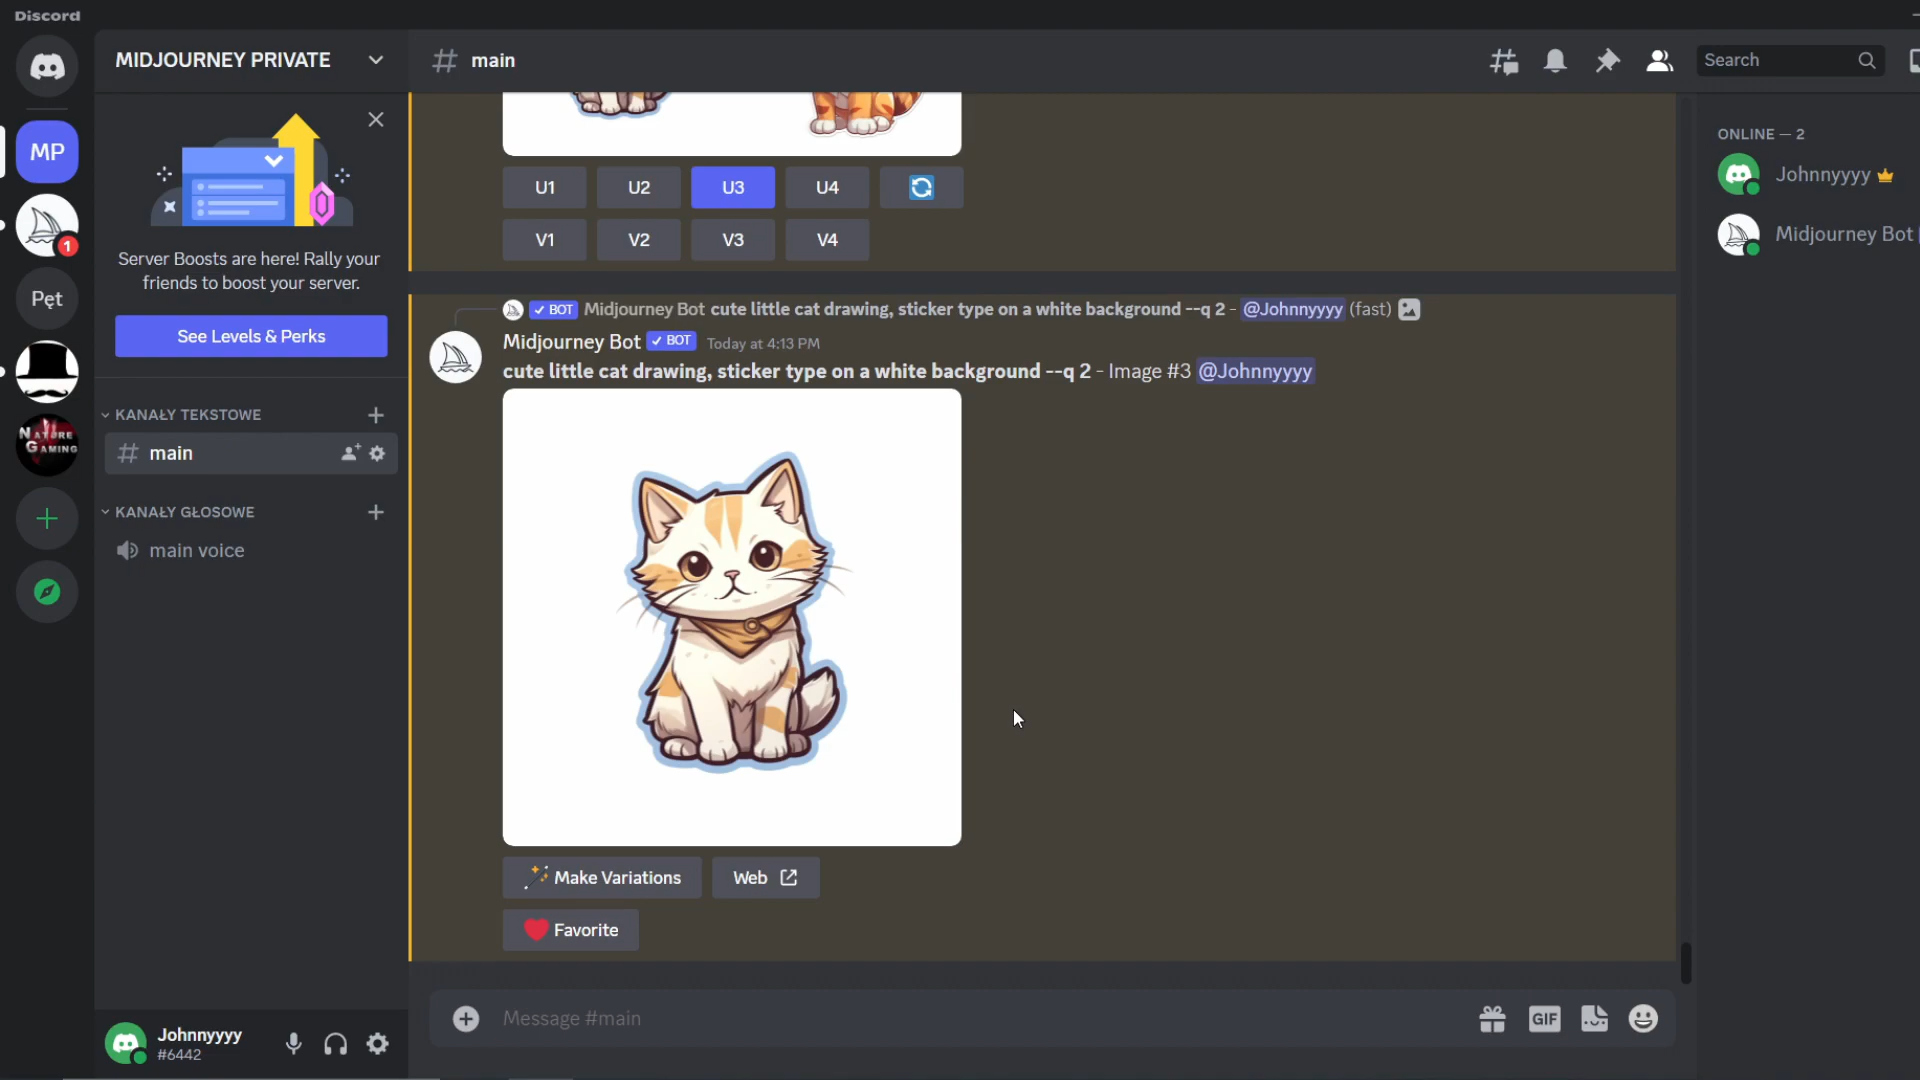 Discord
MIDJOURNEY PRIVATE
main
Search
MP
1
Pęt
NATURE
GAMING
Server Boosts are here! Rally your
friends to boost your server.
See Levels & Perks
KANAŁY TEKSTOWE
main
KANAŁY GŁOSOWE
main voice
Johnnyyyy
#6442
U1 U2 U3 U4
V1 V2 V3 V4
BOT Midjourney Bot cute little cat drawing, sticker type on a white background --q 2 - @Johnnyyyy (fast)
Midjourney Bot BOT Today at 4:13 PM
cute little cat drawing, sticker type on a white background --q 2 - Image #3 @Johnnyyyy
Make Variations Web
Favorite
Message #main
GIF
ONLINE — 2
Johnnyyyy
Midjourney Bot